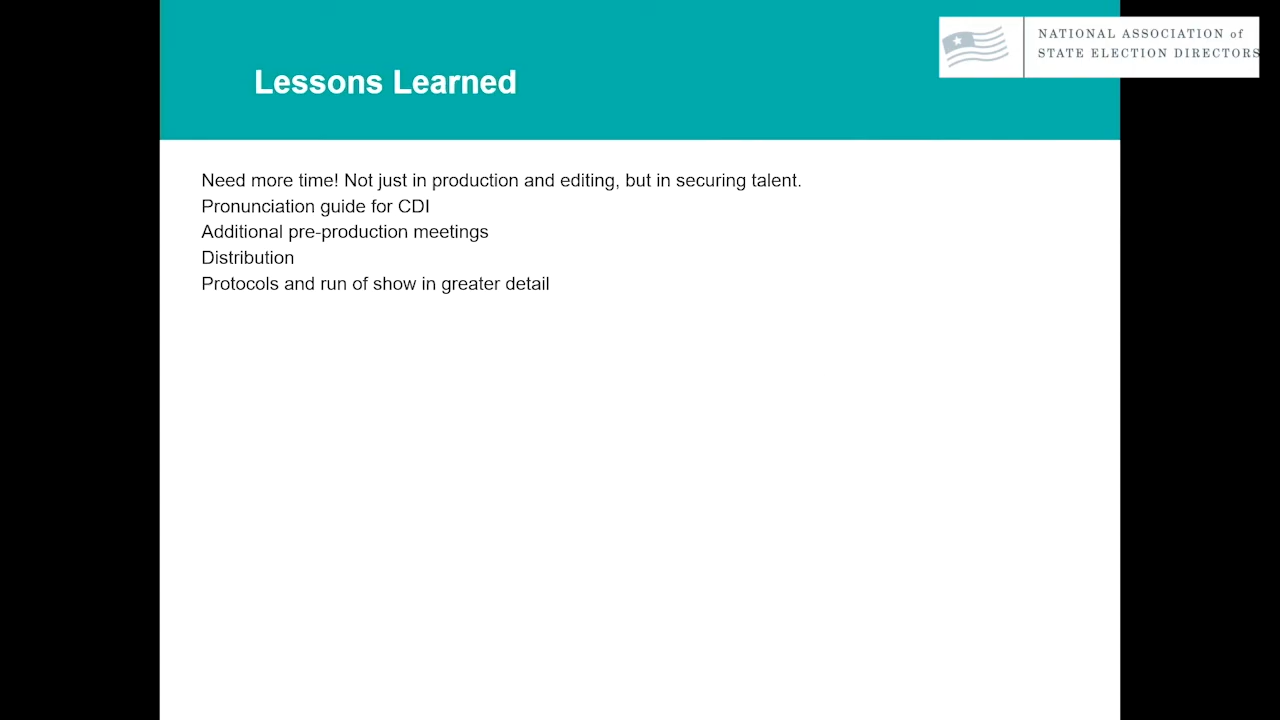 NATIONAL ASSOCIATION of
STATE ELECTION DIRECTORS
Lessons Learned
Need more time! Not just in production and editing, but in securing talent.
Pronunciation guide for CDI
Additional pre-production meetings
Distribution
Protocols and run of show in greater detail